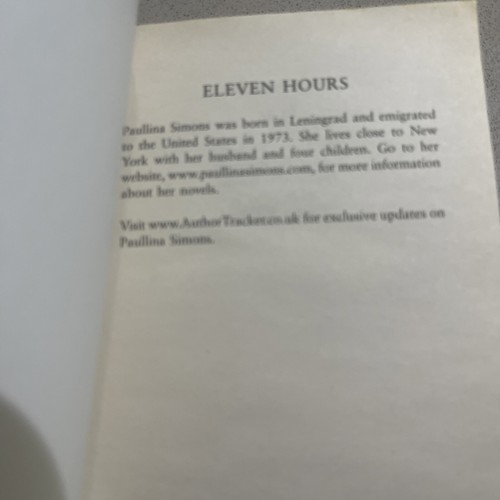 ELEVEN HOURS
Paullina Simons was born in Leningrad and emigrated
to the United States in 1973. She lives close to New
York with her husband and four children. Go to her
website, www.paullinasimons.com, for more information
about her novels.
Visit www.AuthorTracker.co.uk for exclusive updates on
Paullina Simons.